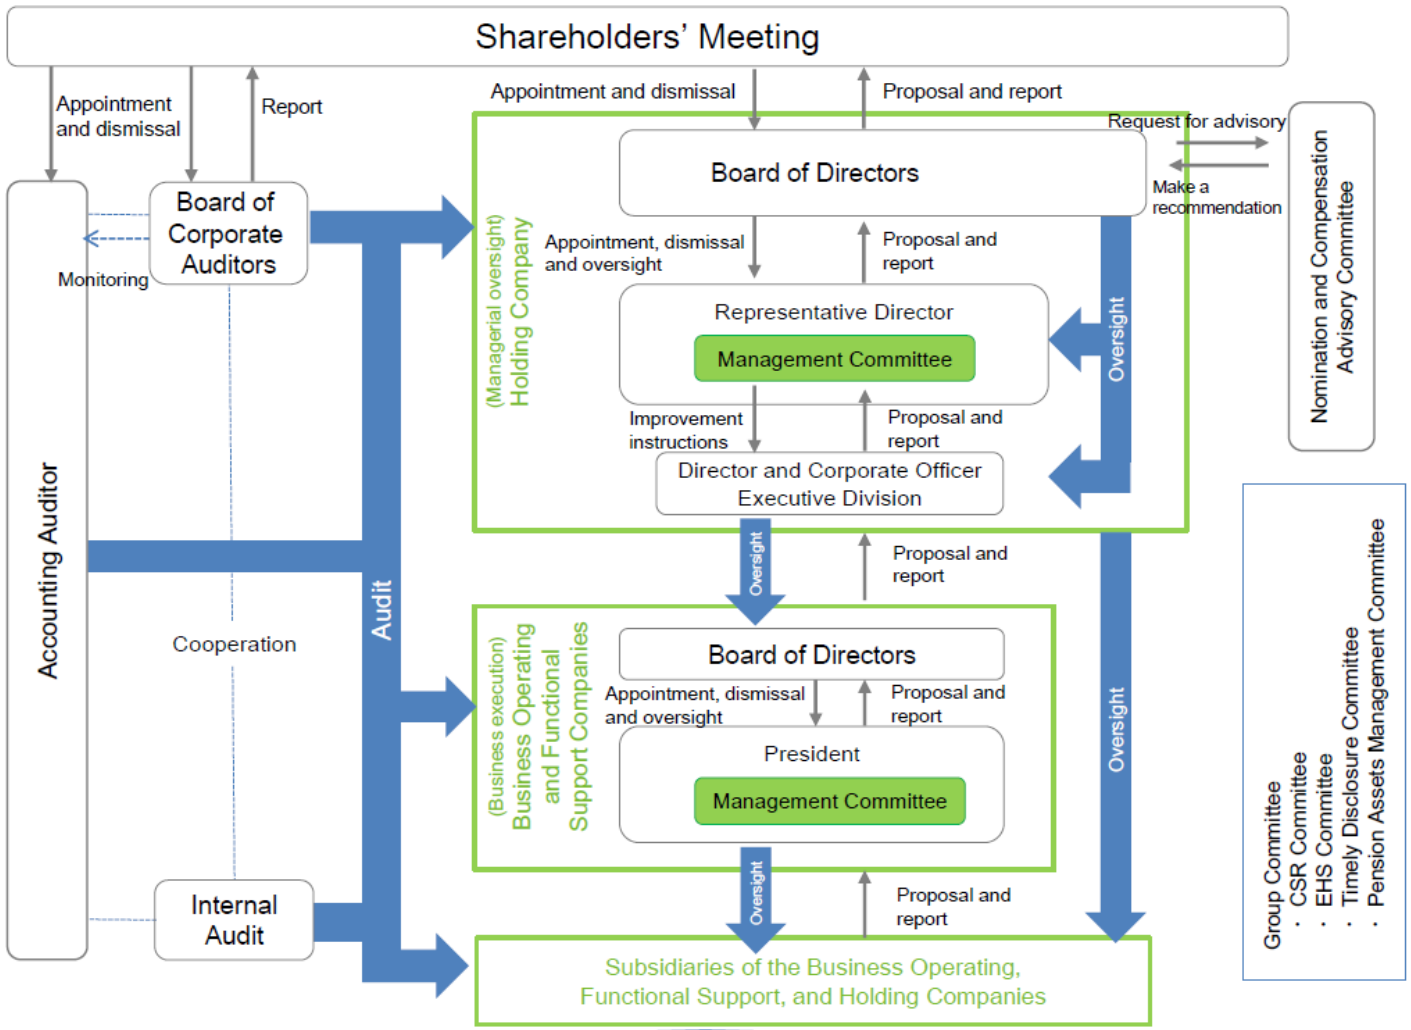 Shareholders’ Meeting
Appointment
and dismissal
Report
Appointment and dismissal
Proposal and report
Request for advisory
Make a
recommendation
Nomination and Compensation
Advisory Committee
Board of Directors
Board of
Corporate
Auditors
Monitoring
Accounting Auditor
(Managerial oversight)
Holding Company
Appointment, dismissal
and oversight
Proposal and
report
Oversight
Representative Director
Management Committee
Improvement
instructions
Proposal and
report
Director and Corporate Officer
Executive Division
Oversight
Proposal and
report
Audit
Cooperation
(Business execution)
Business Operating
and Functional
Support Companies
Board of Directors
Appointment, dismissal
and oversight
Proposal and
report
President
Management Committee
Oversight
Oversight
Proposal and
report
Internal
Audit
Subsidiaries of the Business Operating,
Functional Support, and Holding Companies
Group Committee
・ CSR Committee
・ EHS Committee
・ Timely Disclosure Committee
・ Pension Assets Management Committee